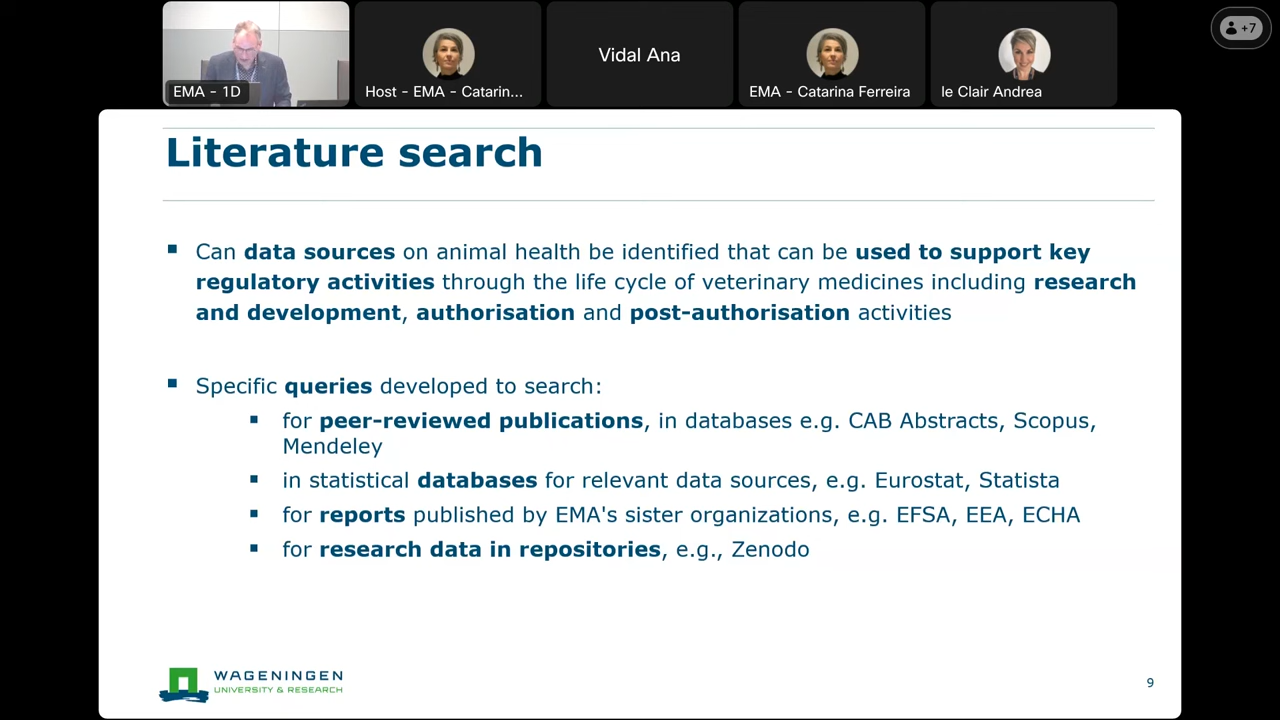 EMA - 1D
Host - EMA - Catarin...
Vidal Ana
EMA - Catarina Ferreira
le Clair Andrea
+7
Literature search
▪ Can data sources on animal health be identified that can be used to support key
regulatory activities through the life cycle of veterinary medicines including research
and development, authorisation and post-authorisation activities
▪ Specific queries developed to search:
▪ for peer-reviewed publications, in databases e.g. CAB Abstracts, Scopus,
Mendeley
▪ in statistical databases for relevant data sources, e.g. Eurostat, Statista
▪ for reports published by EMA's sister organizations, e.g. EFSA, EEA, ECHA
▪ for research data in repositories, e.g., Zenodo
WAGENINGEN
UNIVERSITY & RESEARCH
9